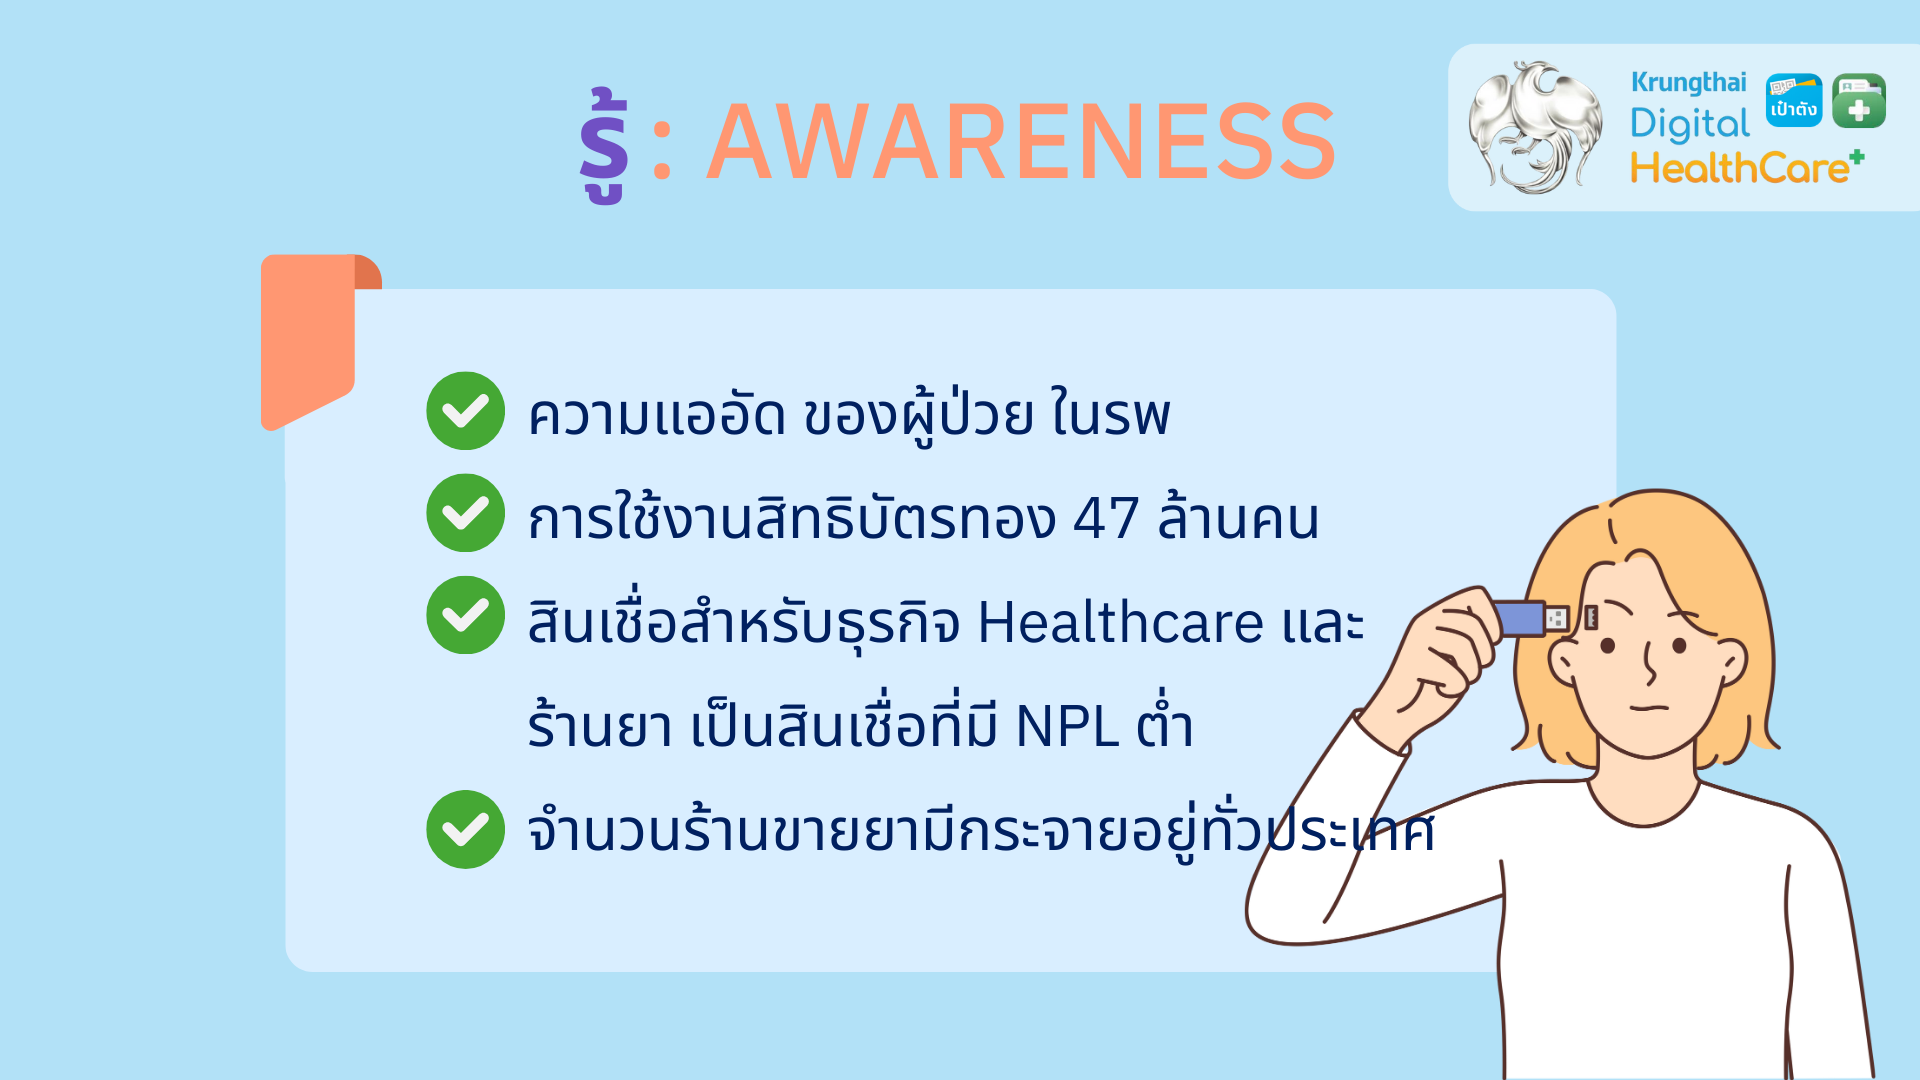 รู้ : AWARENESS
Krungthai
Digital
HealthCare+
เป๋าตัง
ความแออัด ของผู้ป่วย ในรพ
การใช้งานสิทธิบัตรทอง 47 ล้านคน
สินเชื่อสำหรับธุรกิจ Healthcare และ
ร้านยา เป็นสินเชื่อที่มี NPL ต่ำ
จำนวนร้านขายยามีกระจายอยู่ทั่วประเทศ